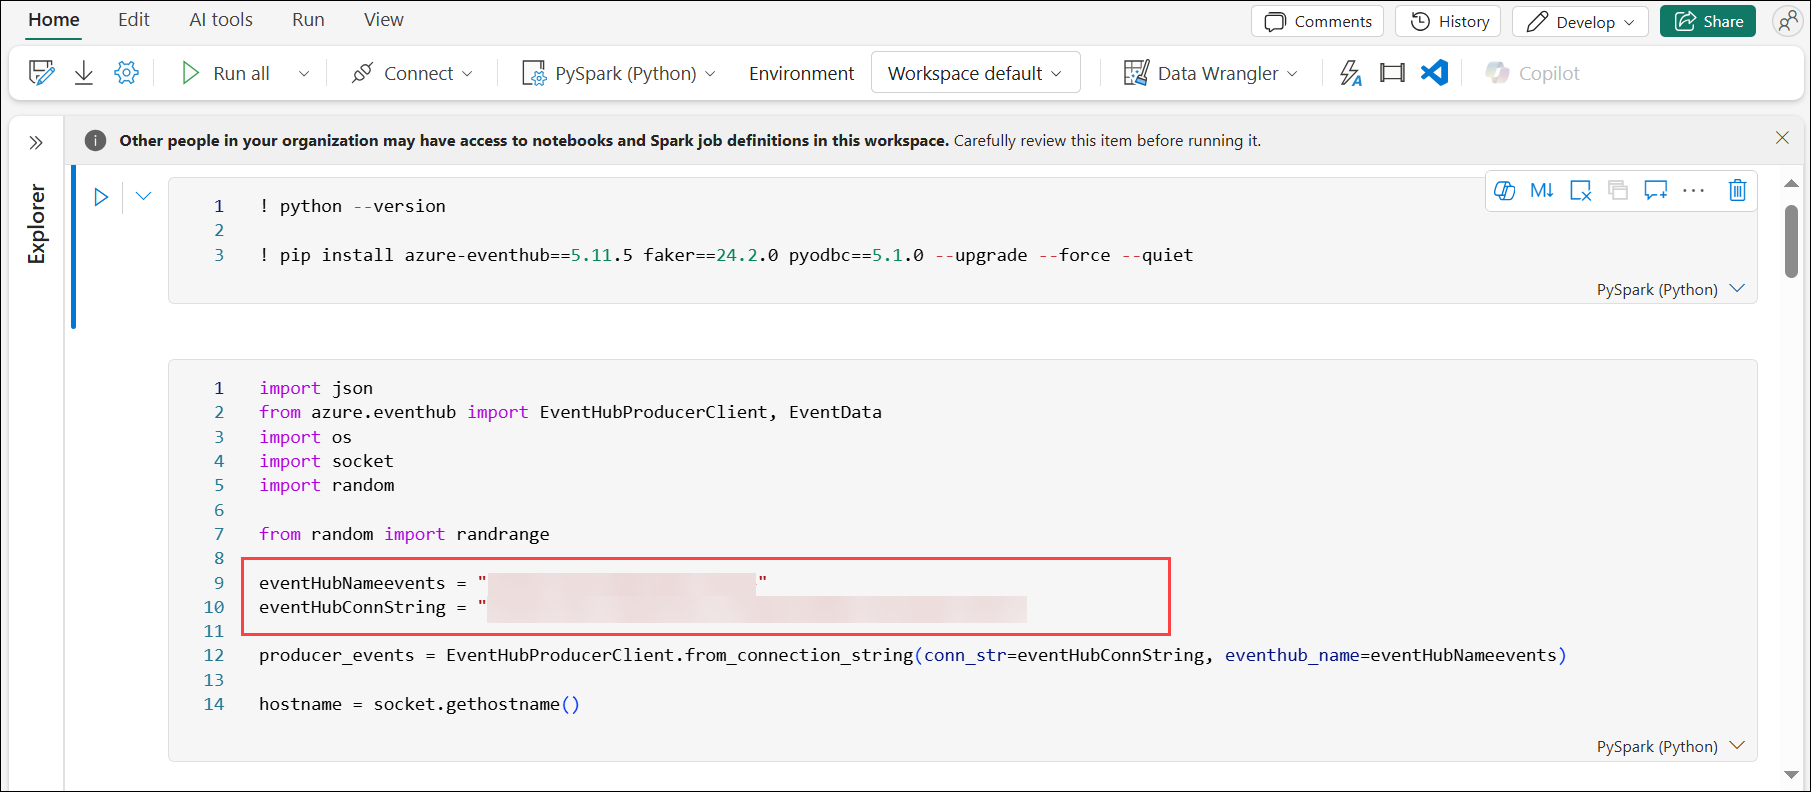 Home Edit AI tools Run View Comments History Develop Share
Run all Connect PySpark (Python) Environment Workspace default Data Wrangler Copilot
Explorer
Other people in your organization may have access to notebooks and Spark job definitions in this workspace. Carefully review this item before running it.
1 ! python --version
2
3 ! pip install azure-eventhub==5.11.5 faker==24.2.0 pyodbc==5.1.0 --upgrade --force --quiet
PySpark (Python)
1 import json
2 from azure.eventhub import EventHubProducerClient, EventData
3 import os
4 import socket
5 import random
6
7 from random import randrange
8
9 eventHubNameevents = " "
10 eventHubConnString = "
11
12 producer_events = EventHubProducerClient.from_connection_string(conn_str=eventHubConnString, eventhub_name=eventHubNameevents)
13
14 hostname = socket.gethostname()
PySpark (Python)